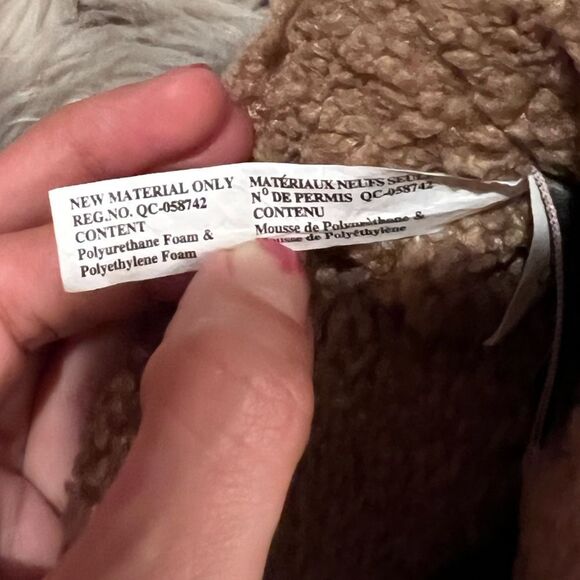 NEW MATERIAL ONLY
REG.NO. QC-058742
CONTENT
Polyurethane Foam &
Polyethylene Foam
MATÉRIAUX NEUFS
N° DE PERMIS QC-058742
CONTENU
Mousse de Polyuréthane &
Mousse de Polyéthylène